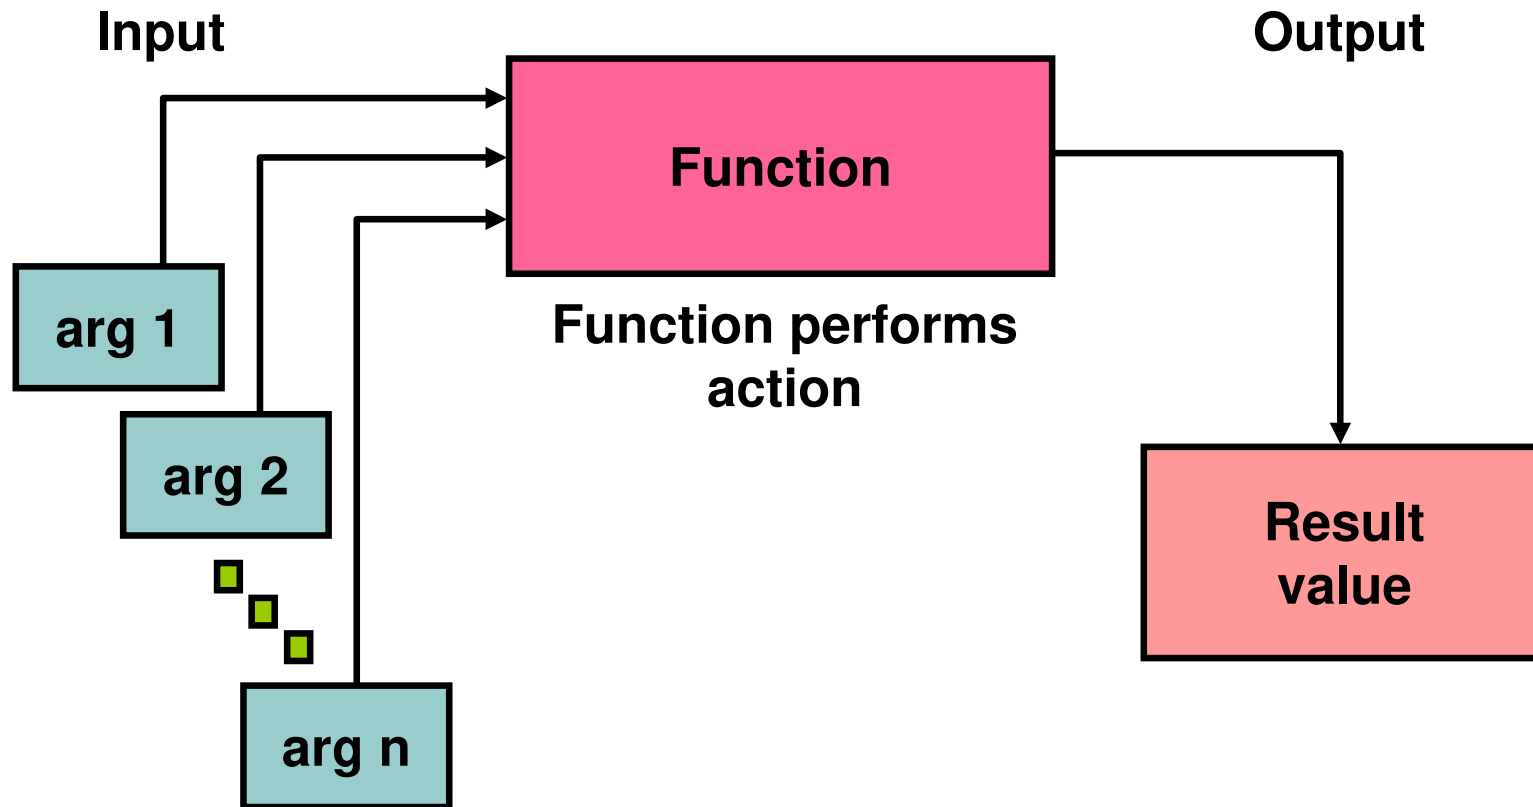 Input
Output
Function
Function performs
action
arg 1
arg 2
arg n
Result
value